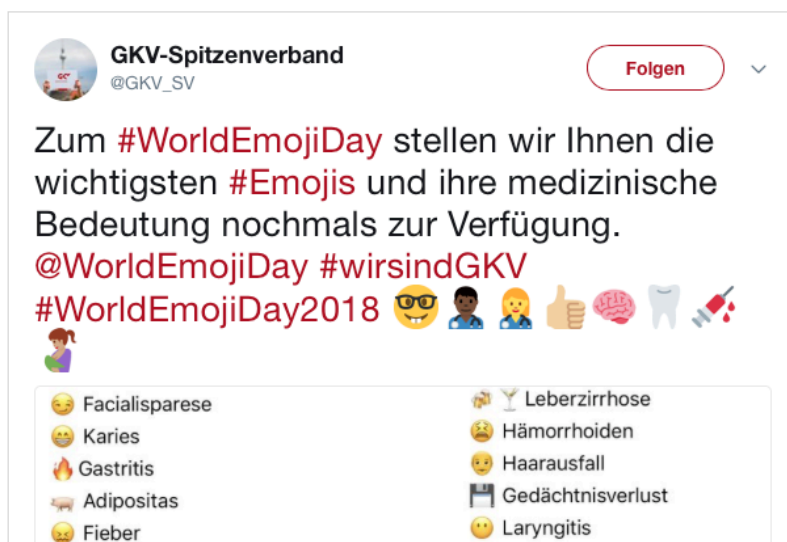 GKV-Spitzenverband
@GKV_SV
Folgen
Zum #WorldEmojiDay stellen wir Ihnen die
wichtigsten #Emojis und ihre medizinische
Bedeutung nochmals zur Verfügung.
@WorldEmojiDay #wirsindGKV
#WorldEmojiDay2018 🤓👨🏿‍⚕️👩‍⚕️👍🏼🧠🦷💉
🤰🏽
😏 Facialisparese
😁 Karies
🔥 Gastritis
🐖 Adipositas
😖 Fieber
🍻🍸 Leberzirrhose
😫 Hämorrhoiden
👨 Haarausfall
💾 Gedächtnisverlust
😶 Laryngitis